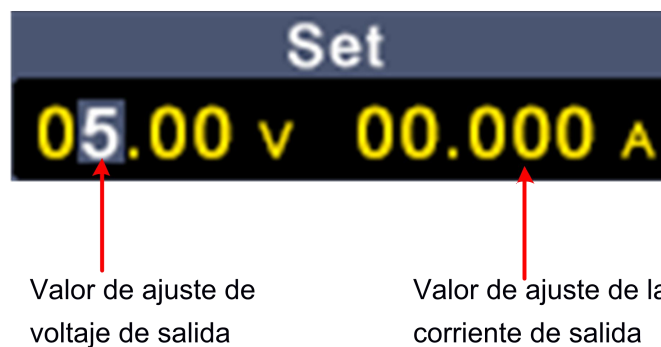 Set
05.00 V 00.000 A
Valor de ajuste de
voltaje de salida
Valor de ajuste de la
corriente de salida